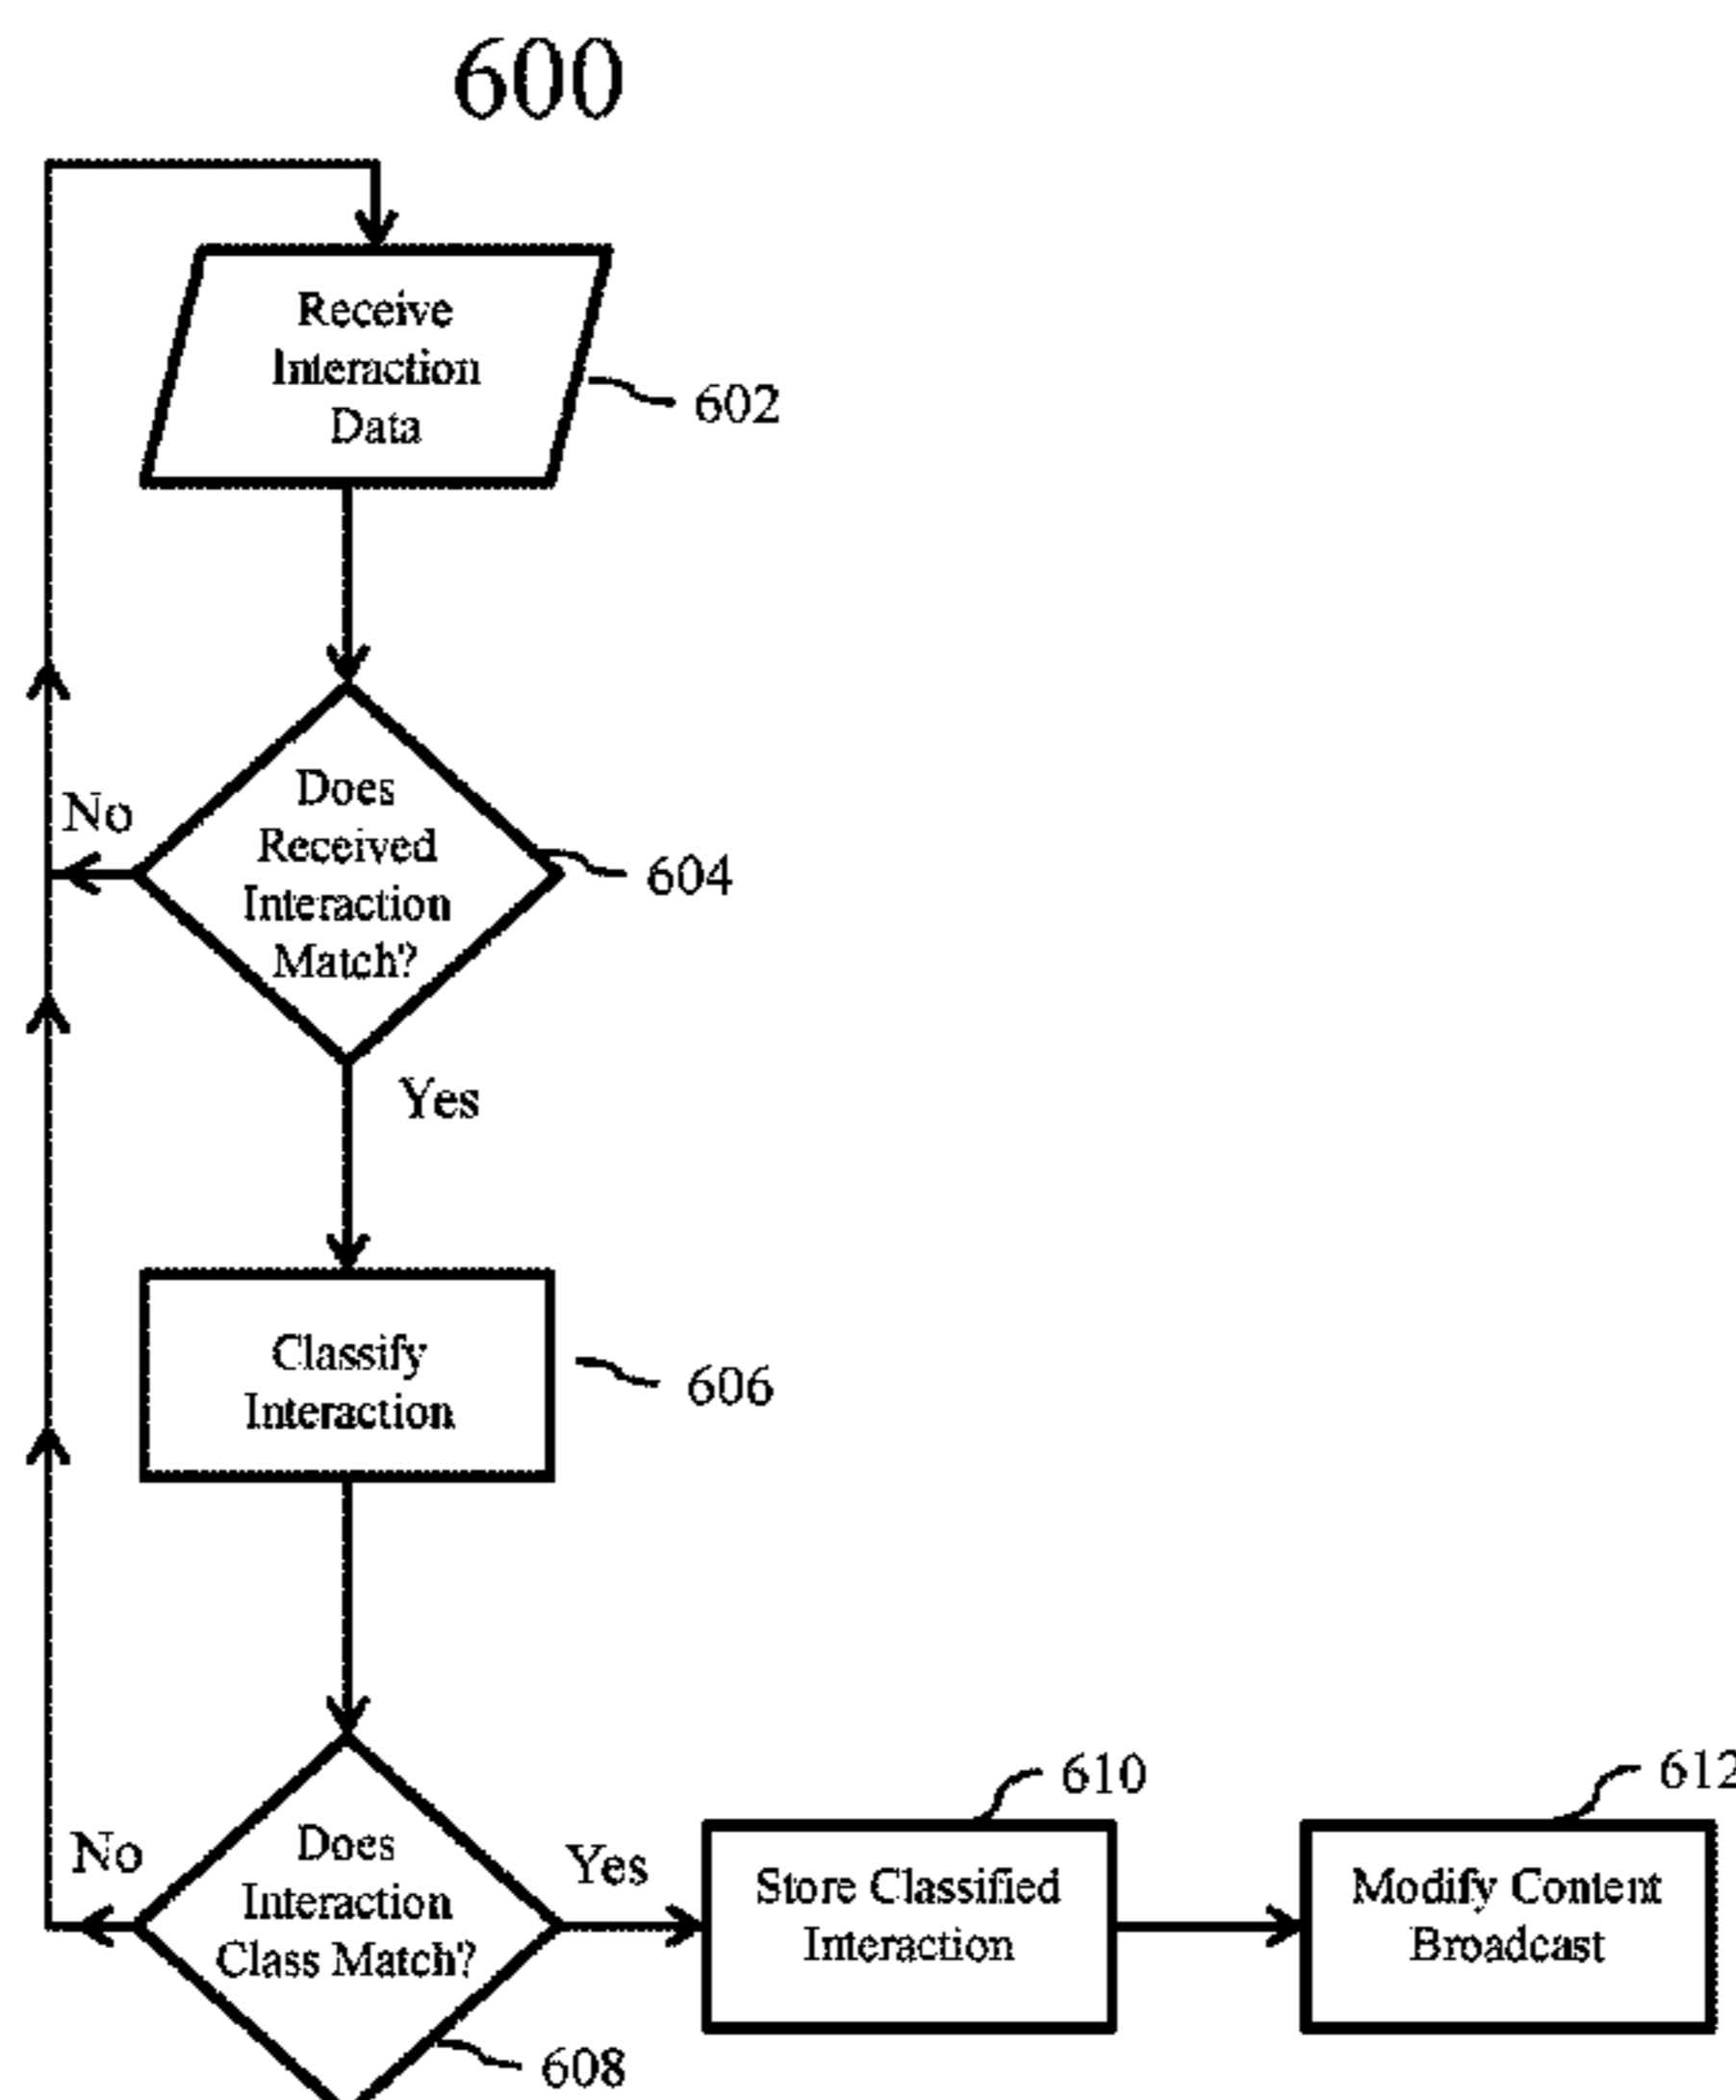 600
Receive
Interaction
Data
602
Does
Received
Interaction
Match?
604
No
Yes
Classify
Interaction
606
Does
Interaction
Class Match?
608
No
Yes
Store Classified
Interaction
610
Modify Content
Broadcast
612